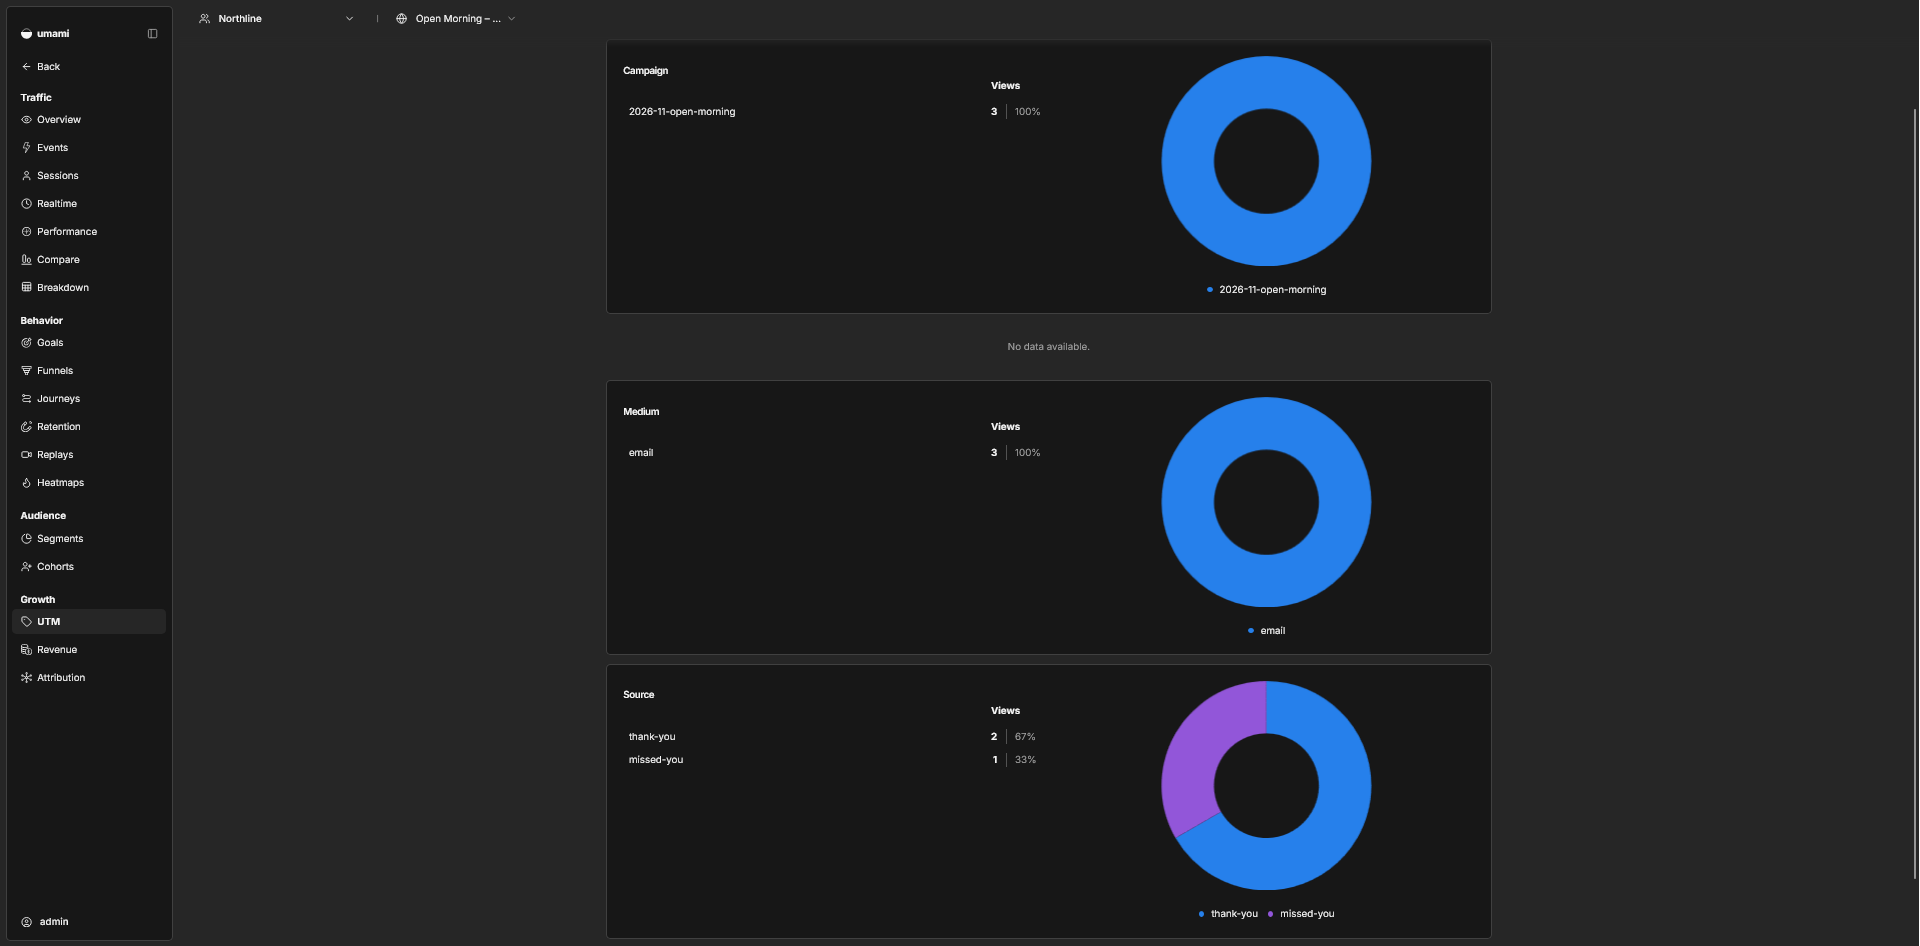 umami
Back
Traffic
Overview
Events
Sessions
Realtime
Performance
Compare
Breakdown
Behavior
Goals
Funnels
Journeys
Retention
Replays
Heatmaps
Audience
Segments
Cohorts
Growth
UTM
Revenue
Attribution
admin
Northline
Open Morning – ...
Campaign
Views
2026-11-open-morning 3 100%
2026-11-open-morning
No data available.
Medium
Views
email 3 100%
email
Source
Views
thank-you 2 67%
missed-you 1 33%
thank-you missed-you